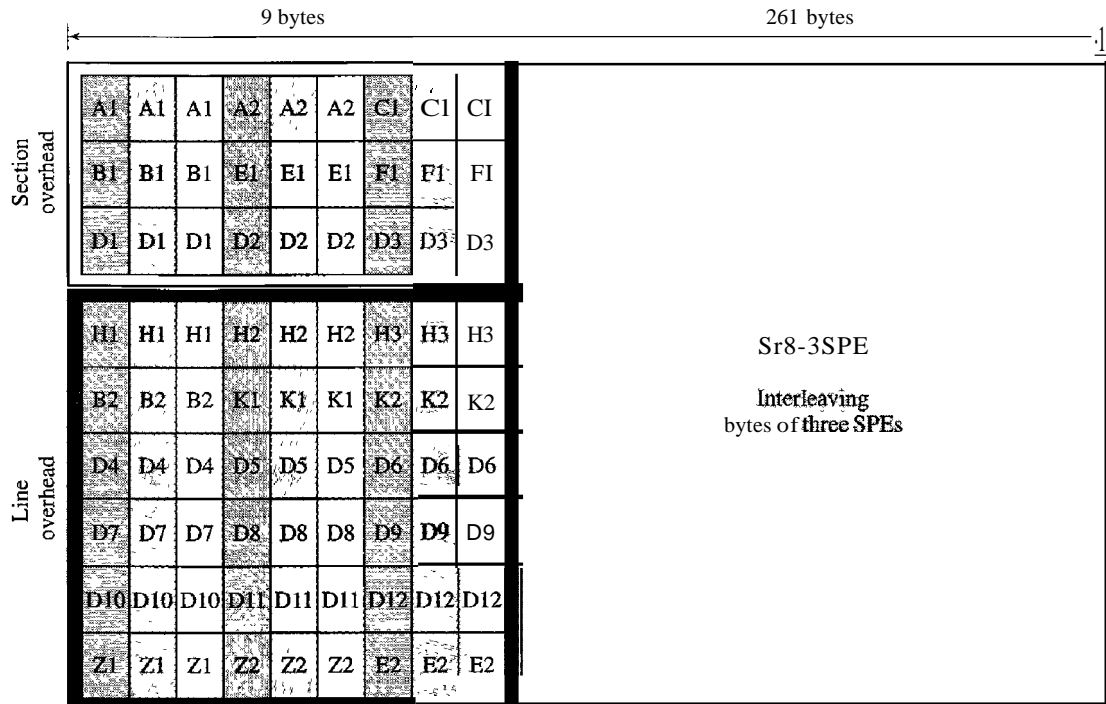 9 bytes 261 bytes
Section overhead
A1 A1 A1 A2 A2 A2 C1 C1 CI
B1 B1 B1 E1 E1 E1 F1 F1 FI
D1 D1 D1 D2 D2 D2 D3 D3 D3
Line overhead
H1 H1 H1 H2 H2 H2 H3 H3 H3
B2 B2 B2 K1 K1 K1 K2 K2 K2
D4 D4 D4 D5 D5 D5 D6 D6 D6
D7 D7 D7 D8 D8 D8 D9 D9 D9
D10 D10 D10 D11 D11 D11 D12 D12 D12
Z1 Z1 Z1 Z2 Z2 Z2 E2 E2 E2
Sr8-3SPE
Interleaving
bytes of three SPEs